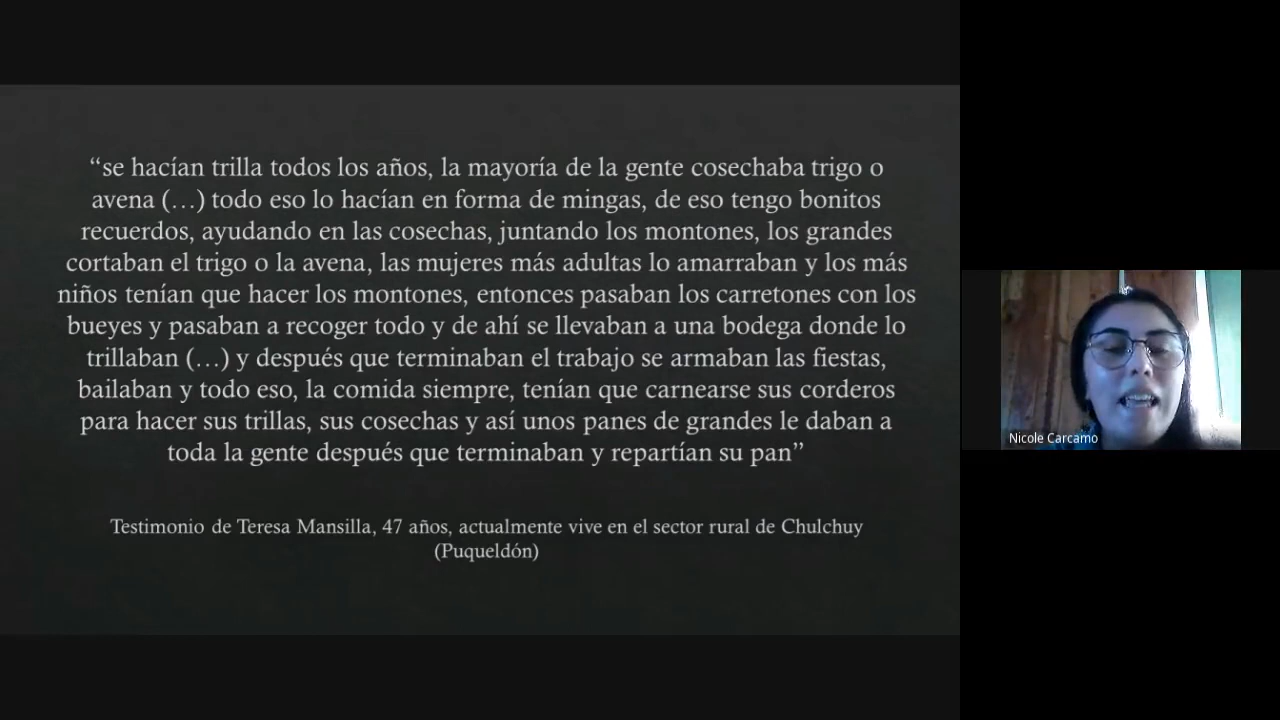 “se hacían trilla todos los años, la mayoría de la gente cosechaba trigo o
avena (…) todo eso lo hacían en forma de mingas, de eso tengo bonitos
recuerdos, ayudando en las cosechas, juntando los montones, los grandes
cortaban el trigo o la avena, las mujeres más adultas lo amarraban y los más
niños tenían que hacer los montones, entonces pasaban los carretones con los
bueyes y pasaban a recoger todo y de ahí se llevaban a una bodega donde lo
trillaban (…) y después que terminaban el trabajo se armaban las fiestas,
bailaban y todo eso, la comida siempre, tenían que carnearse sus corderos
para hacer sus trillas, sus cosechas y así unos panes de grandes le daban a
toda la gente después que terminaban y repartían su pan”
Testimonio de Teresa Mansilla, 47 años, actualmente vive en el sector rural de Chulchuy
(Puqueldón)
Nicole Carcamo